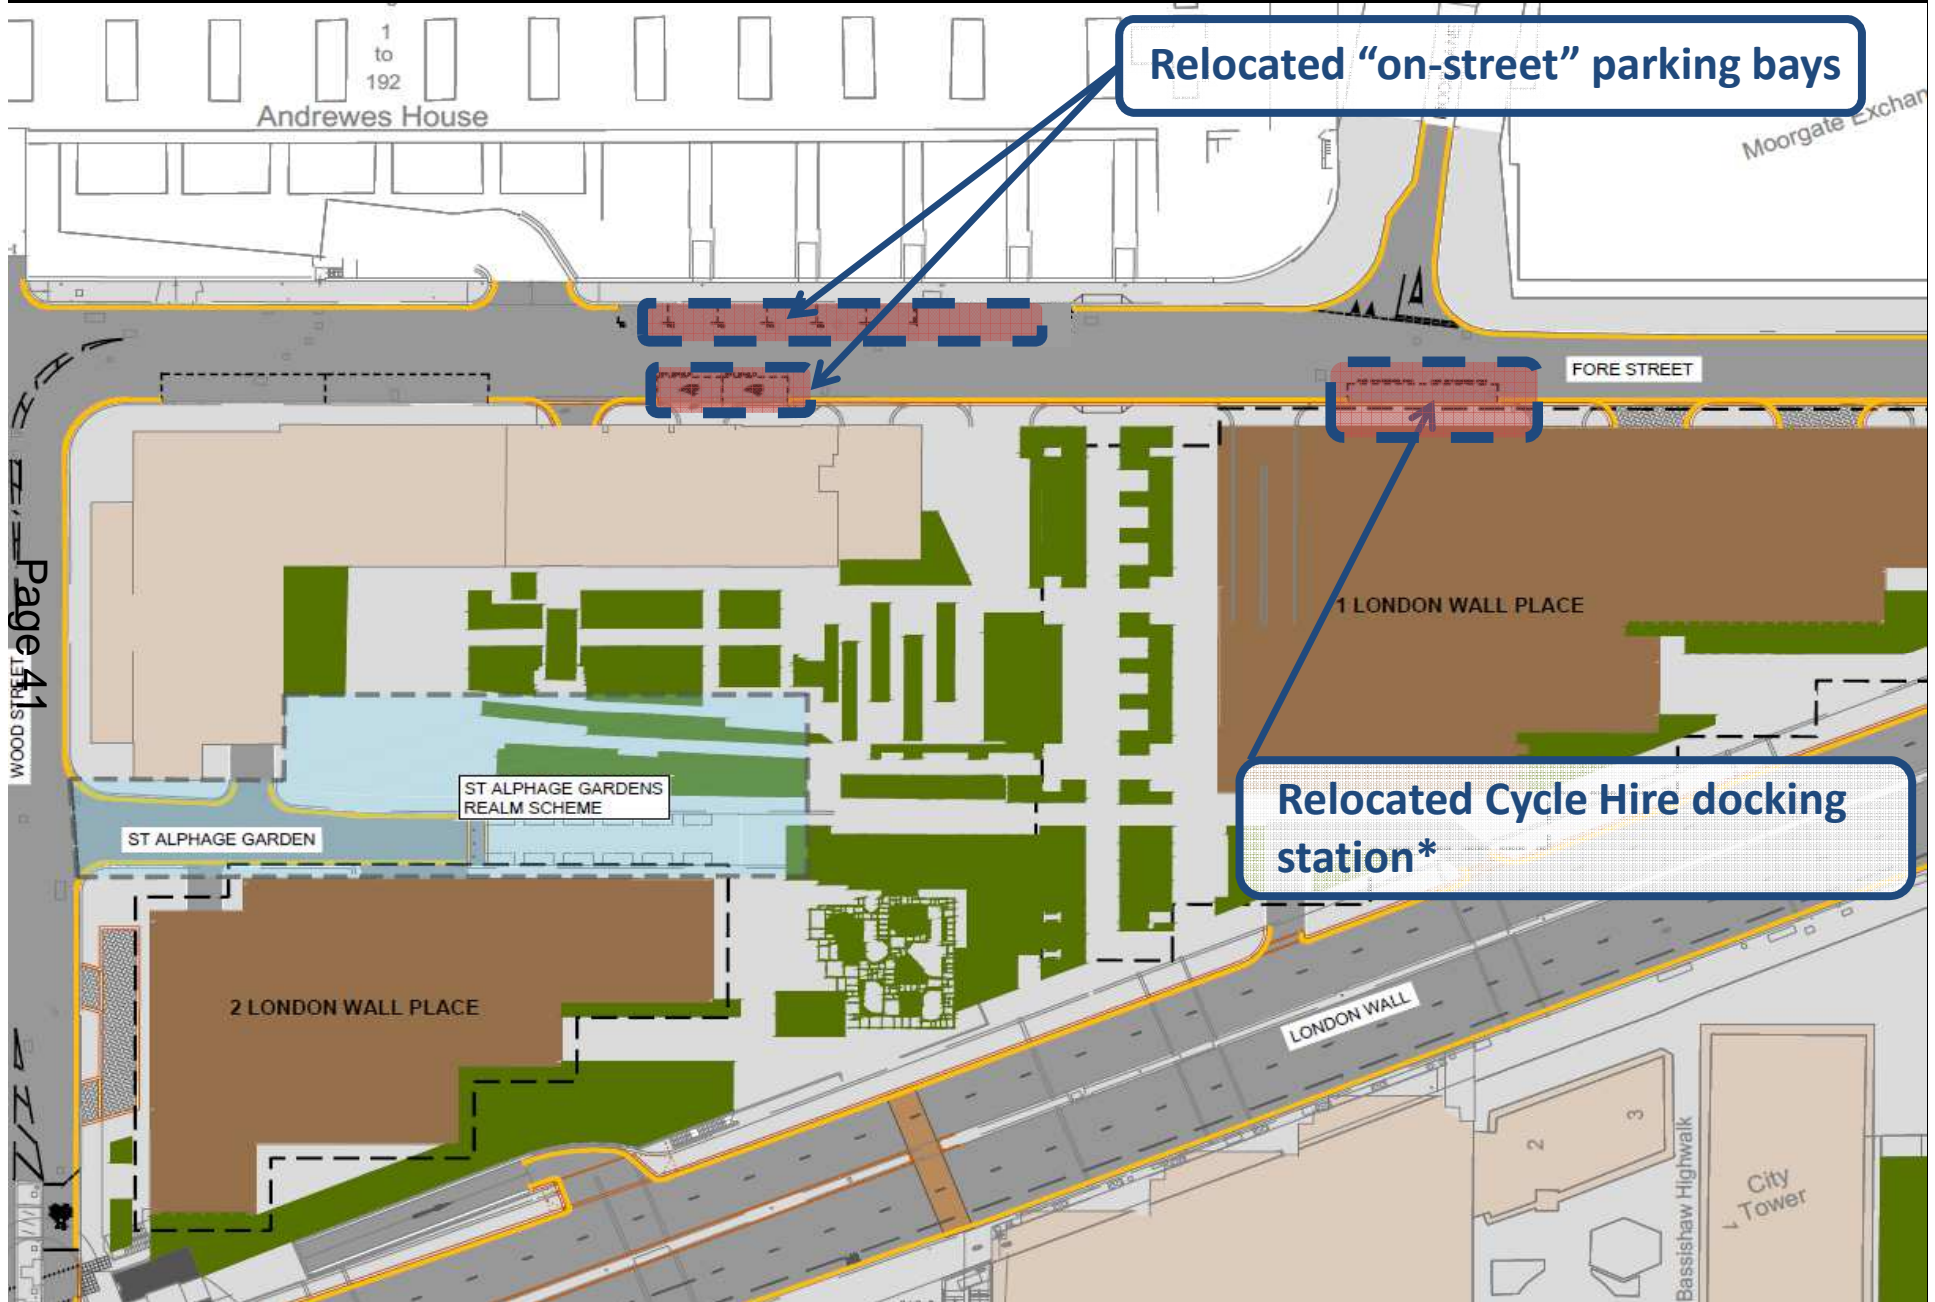 1
to
192
Andrewes House
Relocated “on-street” parking bays
Moorgate Exchan
FORE STREET
Page 41
WOOD STREET
1 LONDON WALL PLACE
ST ALPHAGE GARDENS
REALM SCHEME
ST ALPHAGE GARDEN
Relocated Cycle Hire docking
station*
2 LONDON WALL PLACE
LONDON WALL
2
3
Bassishaw Highwalk
City
Tower
1